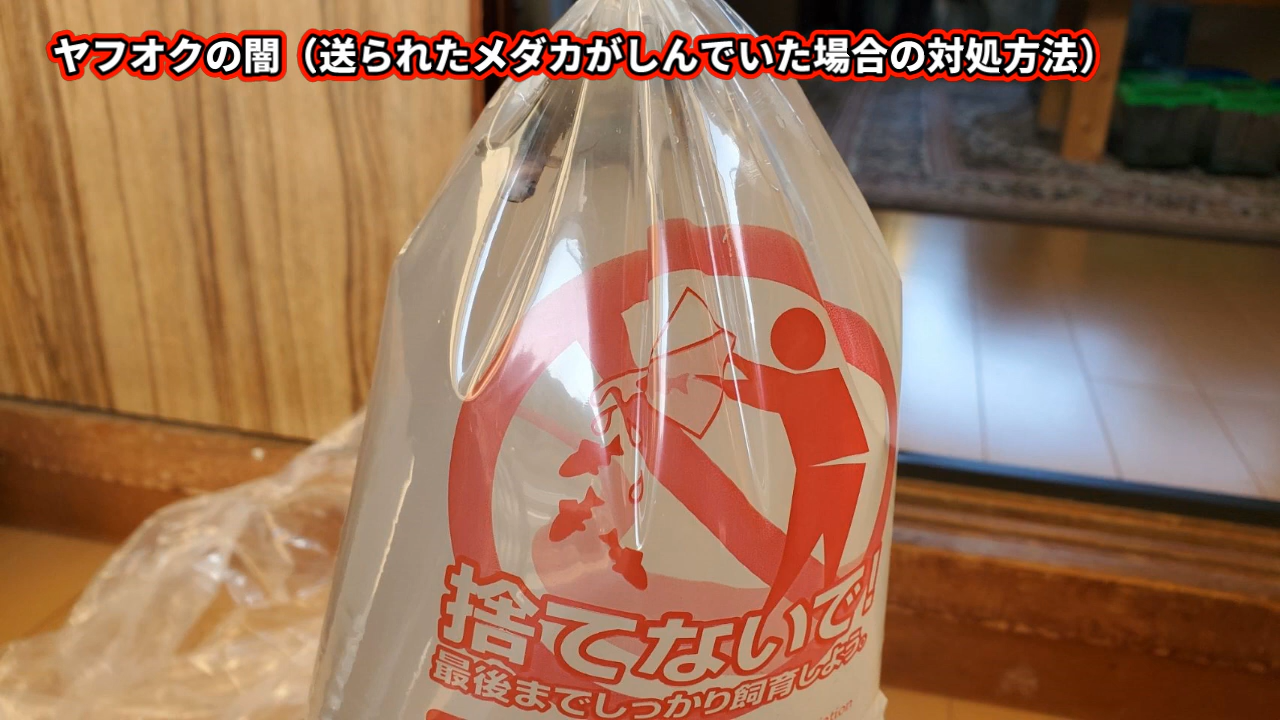 ヤフオクの闇（送られたメダカがしんでいた場合の対処方法）
捨てないで!
最後までしっかり飼育しよう。